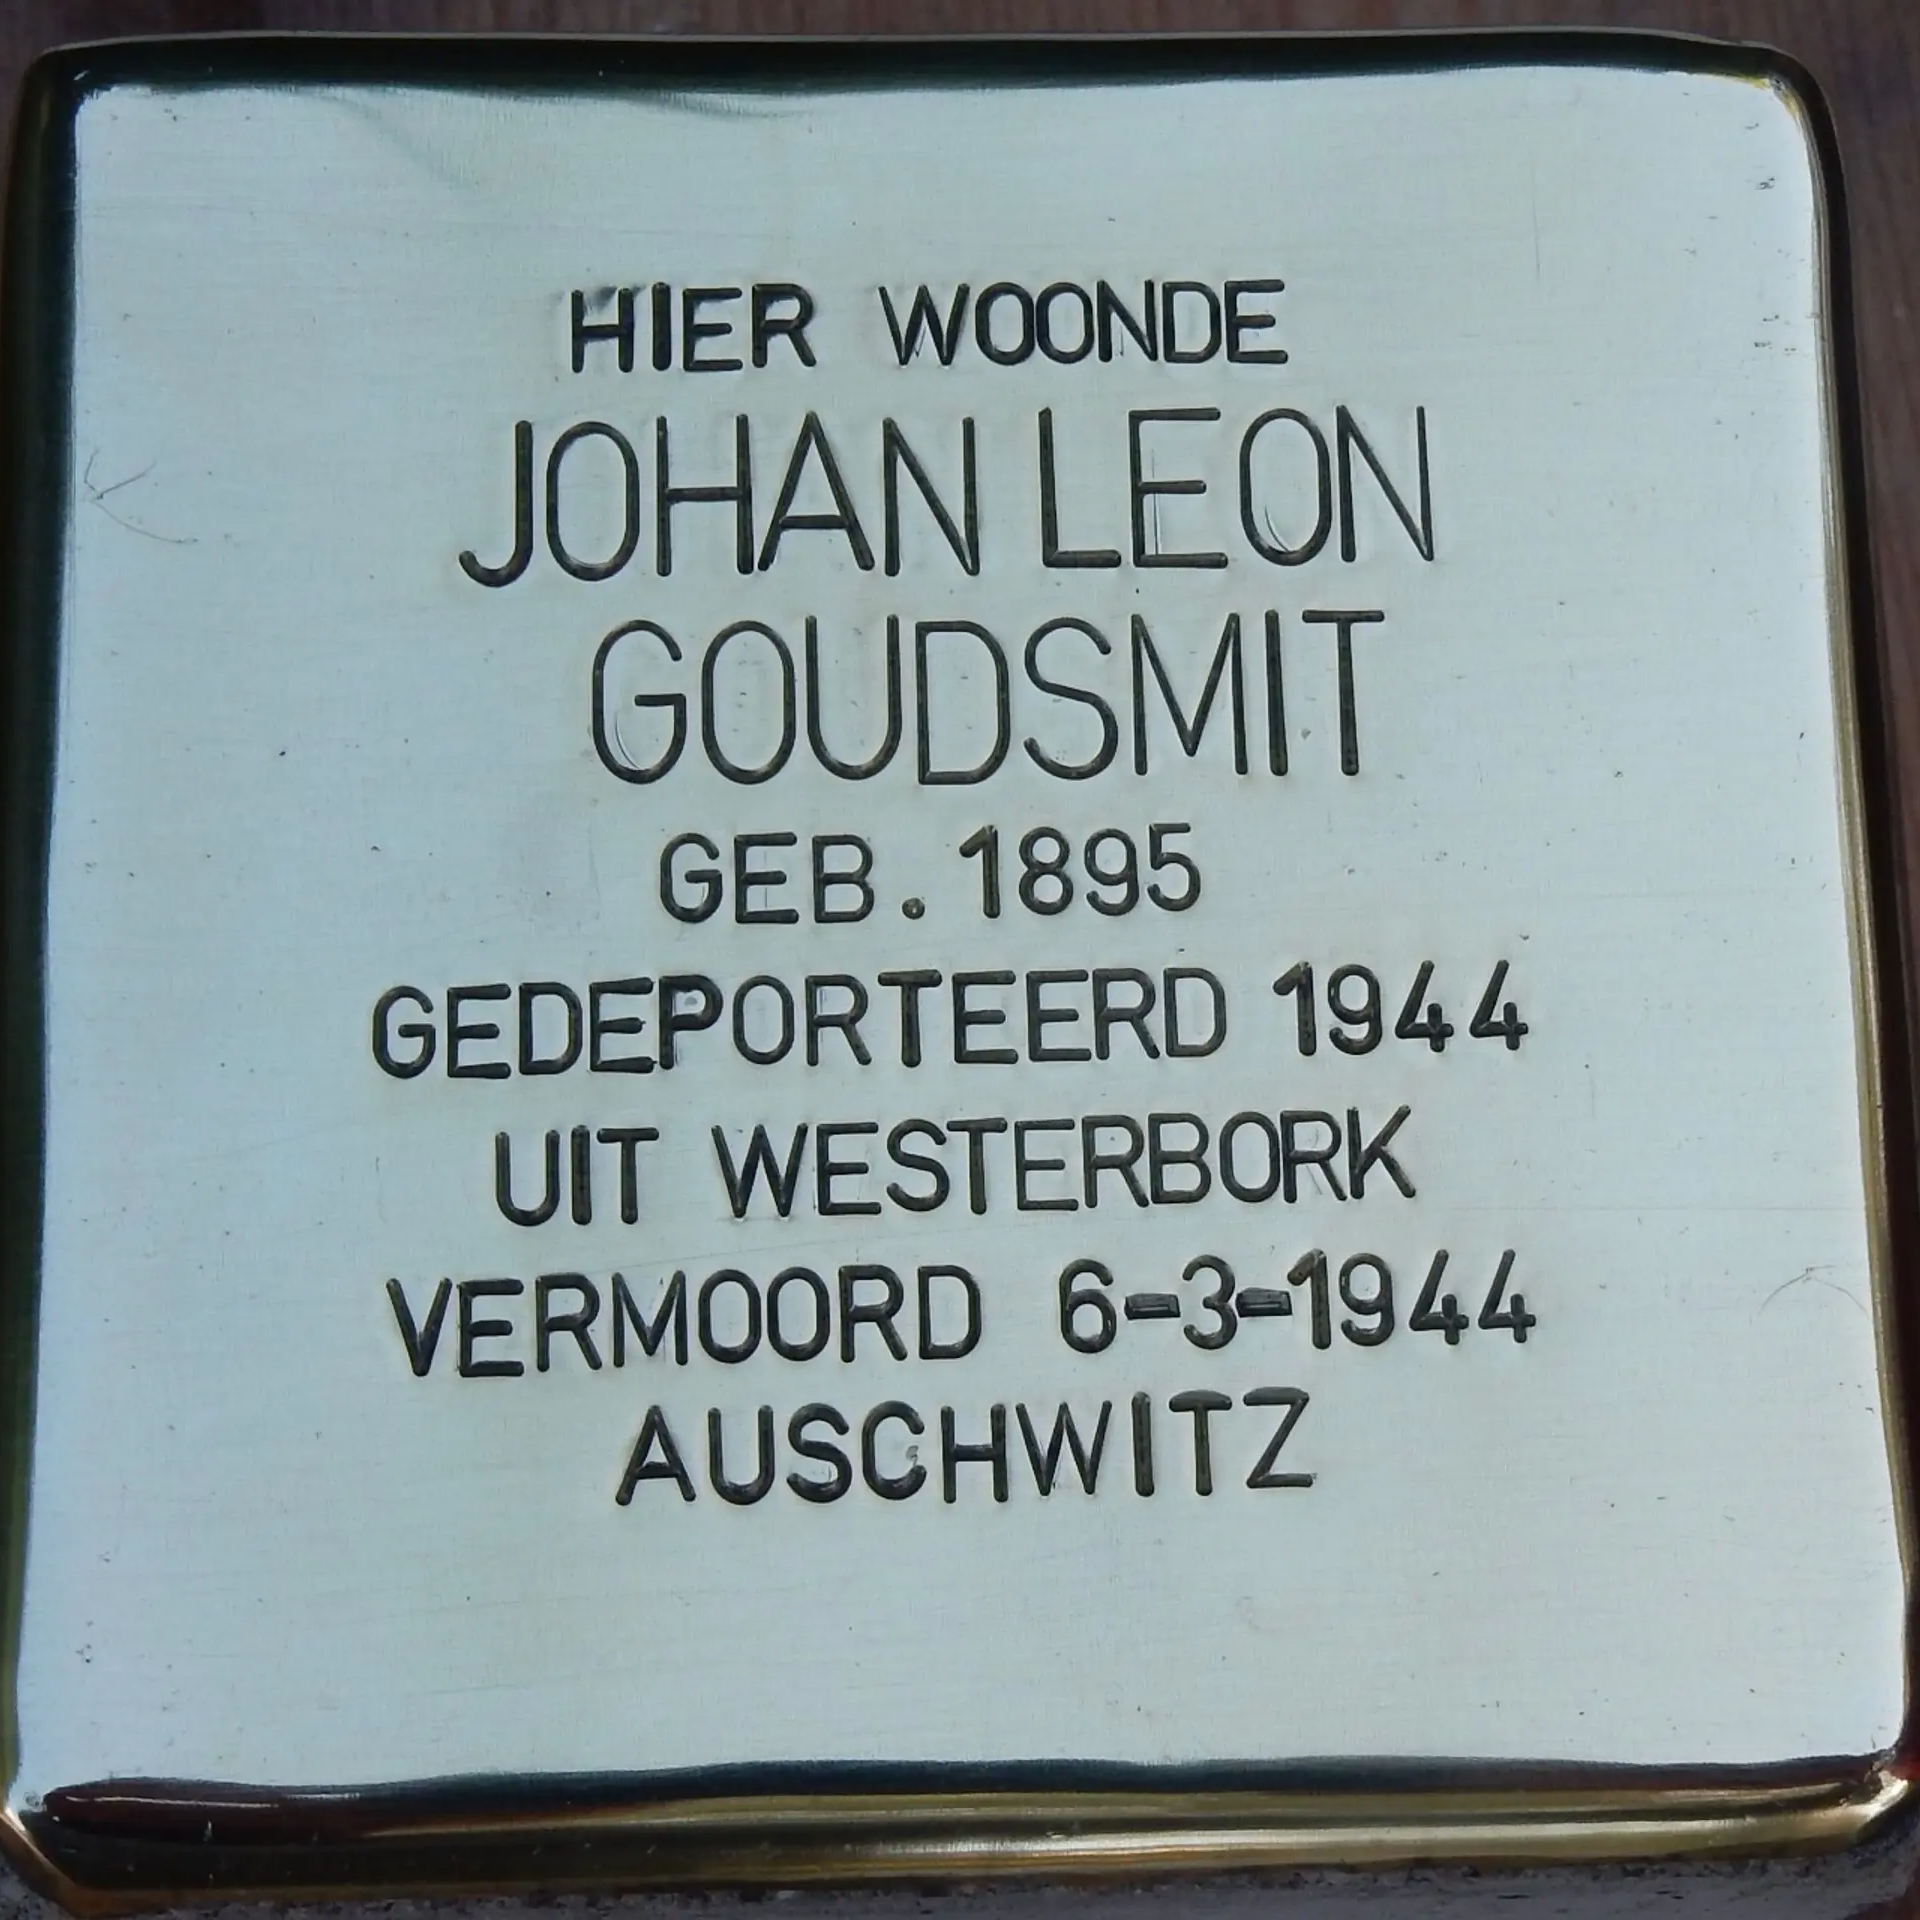 HIER WOONDE
JOHAN LEON
GOUDSMIT
GEB. 1895
GEDEPORTEERD 1944
UIT WESTERBORK
VERMOORD 6-3-1944
AUSCHWITZ